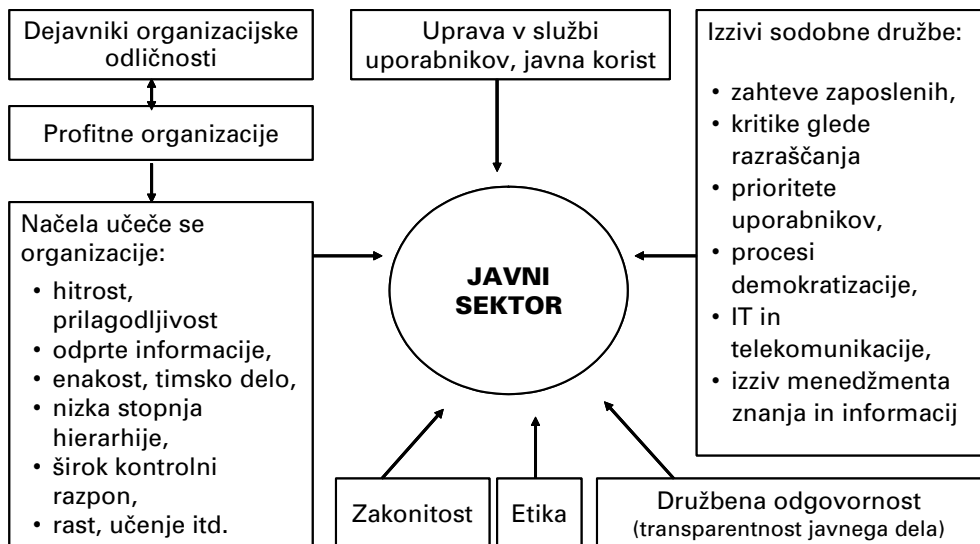 Dejavniki organizacijske
odličnosti
Profitne organizacije
Načela učeče se
organizacije:
• hitrost,
prilagodljivost
• odprte informacije,
• enakost, timsko delo,
• nizka stopnja
hierarhije,
• širok kontrolni
razpon,
• rast, učenje itd.
Uprava v službi
uporabnikov, javna korist
JAVNI
SEKTOR
Izzivi sodobne družbe:
• zahteve zaposlenih,
• kritike glede
razraščanja
• prioritete
uporabnikov,
• procesi
demokratizacije,
• IT in
telekomunikacije,
• izziv menedžmenta
znanja in informacij
Zakonitost
Etika
Družbena odgovornost
(transparentnost javnega dela)